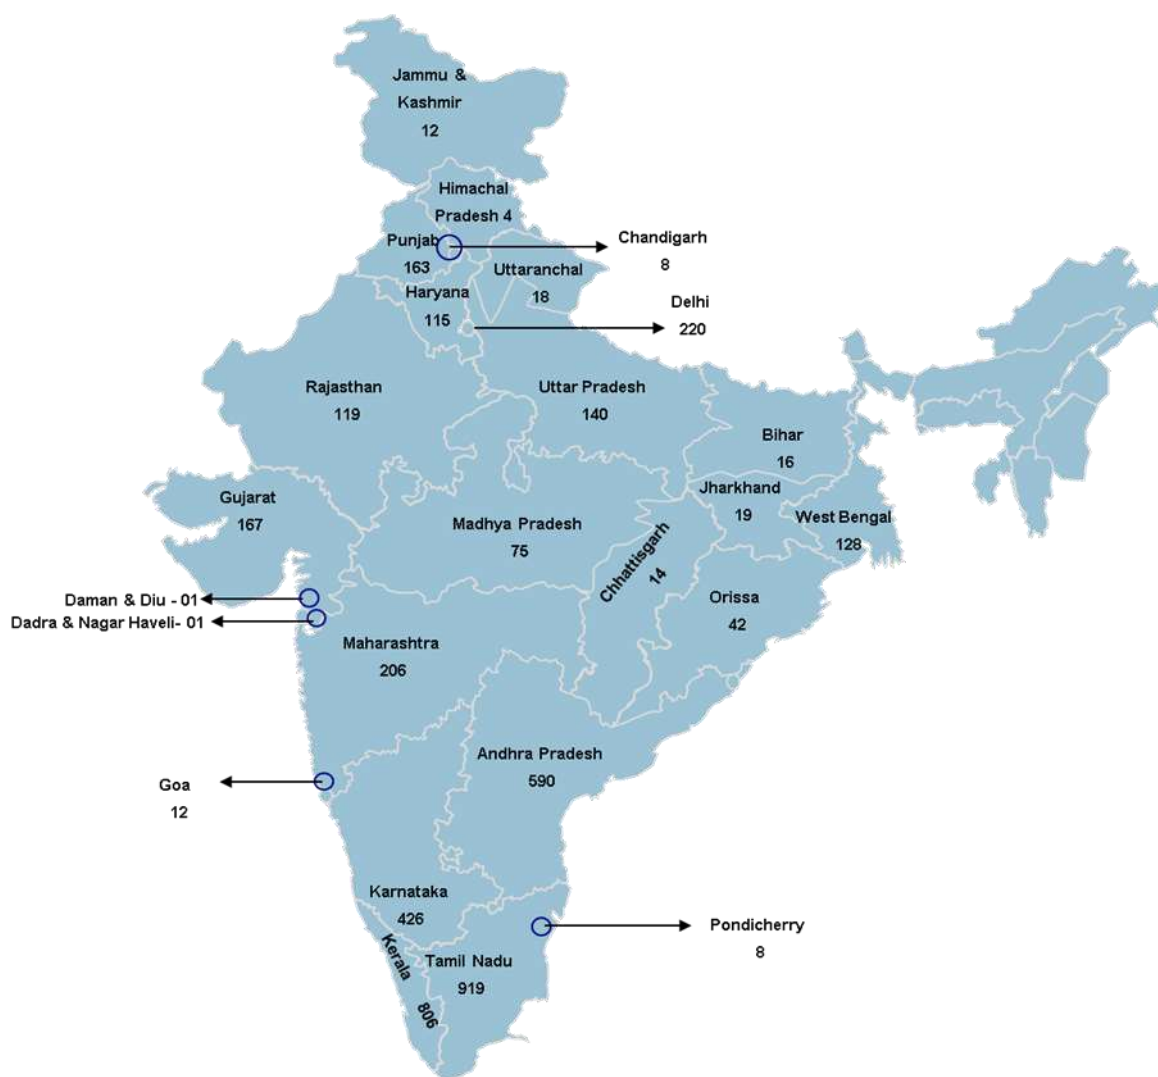 Jammu &
Kashmir
12
Himachal
Pradesh 4
Punjab
163
Chandigarh
8
Uttaranchal
18
Haryana
115
Delhi
220
Rajasthan
119
Uttar Pradesh
140
Bihar
16
Gujarat
167
Jharkhand
19
Madhya Pradesh
75
Chhattisgarh
14
West Bengal
128
Daman & Diu - 01
Dadra & Nagar Haveli- 01
Orissa
42
Maharashtra
206
Andhra Pradesh
590
Goa
12
Karnataka
426
Pondicherry
8
Kerala
806
Tamil Nadu
919